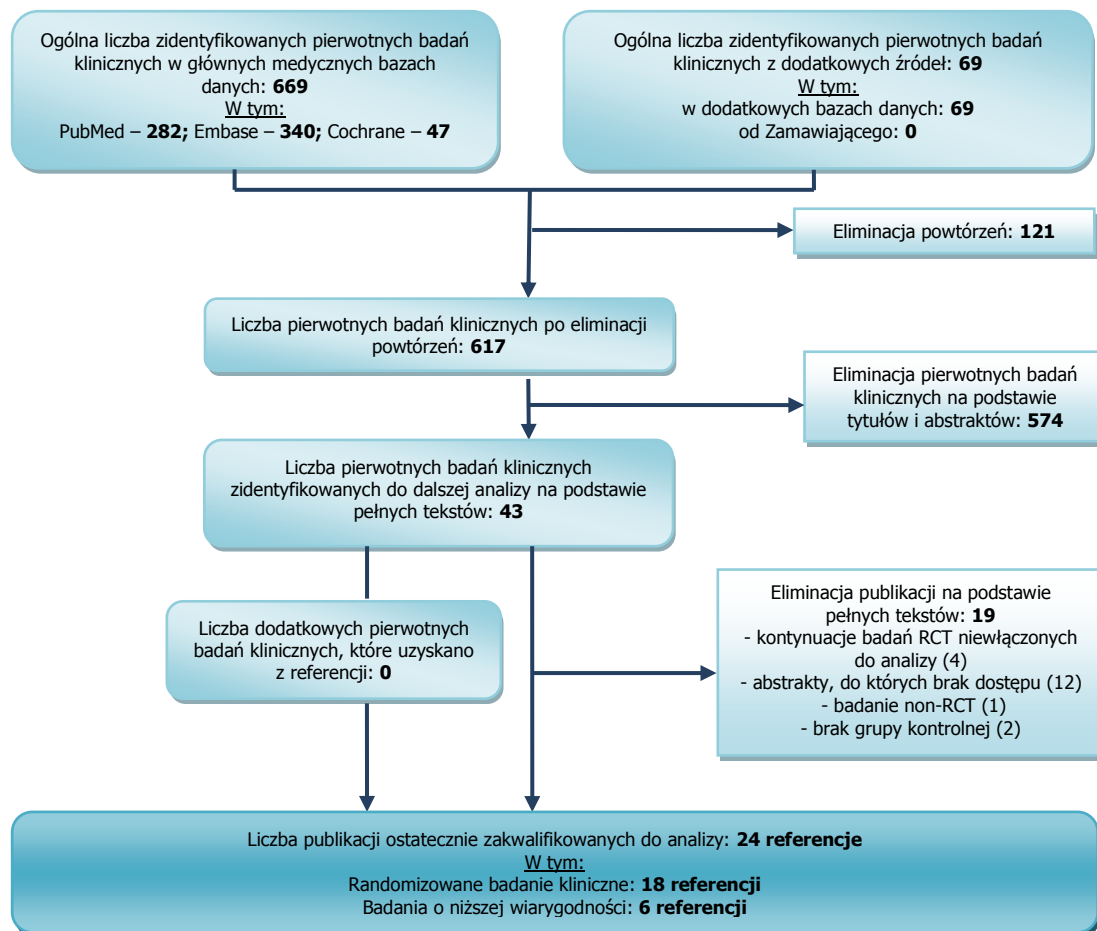 Ogólna liczba zidentyfikowanych pierwotnych badań
klinicznych w głównych medycznych bazach
danych: 669
W tym:
PubMed – 282; Embase – 340; Cochrane – 47
Ogólna liczba zidentyfikowanych pierwotnych badań
klinicznych z dodatkowych źródeł: 69
W tym:
w dodatkowych bazach danych: 69
od Zamawiającego: 0
Eliminacja powtórzeń: 121
Liczba pierwotnych badań klinicznych po eliminacji
powtórzeń: 617
Eliminacja pierwotnych badań
klinicznych na podstawie
tytułów i abstraktów: 574
Liczba pierwotnych badań klinicznych
zidentyfikowanych do dalszej analizy na podstawie
pełnych tekstów: 43
Liczba dodatkowych pierwotnych
badań klinicznych, które uzyskano
z referencji: 0
Eliminacja publikacji na podstawie
pełnych tekstów: 19
- kontynuacje badań RCT niewłączonych
do analizy (4)
- abstrakty, do których brak dostępu (12)
- badanie non-RCT (1)
- brak grupy kontrolnej (2)
Liczba publikacji ostatecznie zakwalifikowanych do analizy: 24 referencje
W tym:
Randomizowane badanie kliniczne: 18 referencji
Badania o niższej wiarygodności: 6 referencji